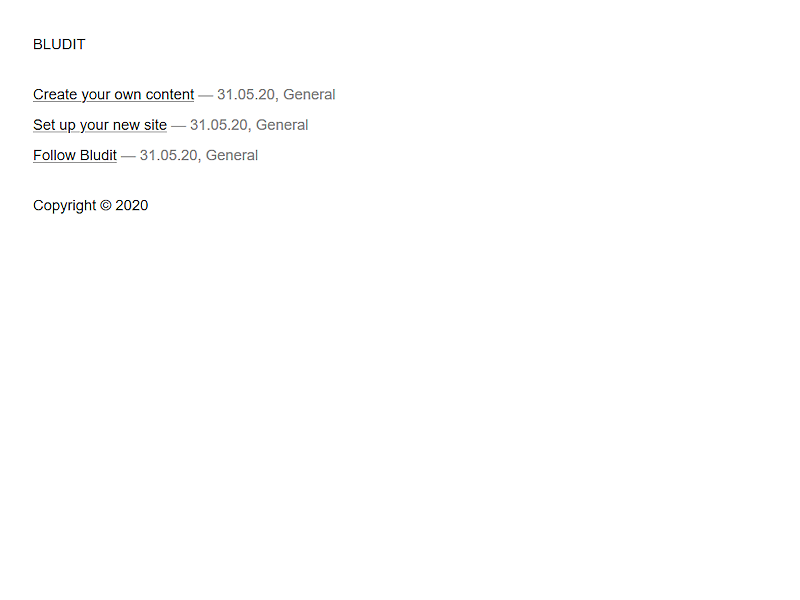 BLUDIT
Create your own content — 31.05.20, General
Set up your new site — 31.05.20, General
Follow Bludit — 31.05.20, General
Copyright © 2020